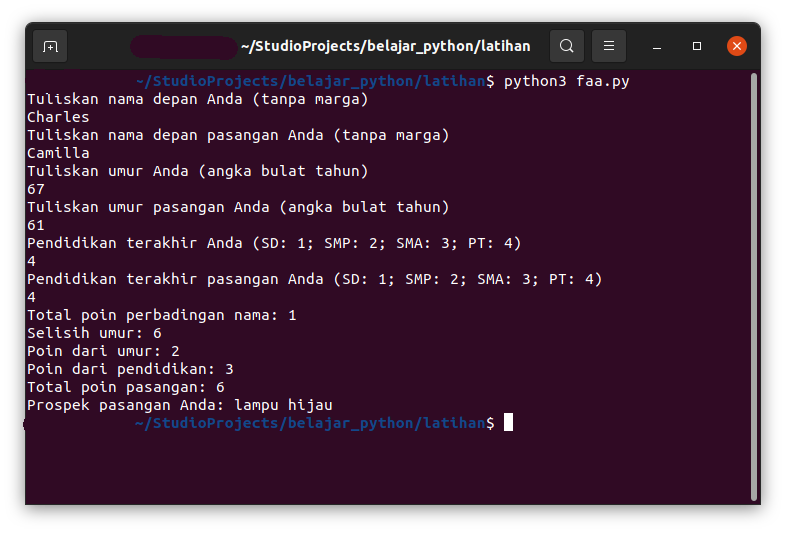 ~/StudioProjects/belajar_python/latihan
~/StudioProjects/belajar_python/latihan$ python3 faa.py
Tuliskan nama depan Anda (tanpa marga)
Charles
Tuliskan nama depan pasangan Anda (tanpa marga)
Camilla
Tuliskan umur Anda (angka bulat tahun)
67
Tuliskan umur pasangan Anda (angka bulat tahun)
61
Pendidikan terakhir Anda (SD: 1; SMP: 2; SMA: 3; PT: 4)
4
Pendidikan terakhir pasangan Anda (SD: 1; SMP: 2; SMA: 3; PT: 4)
4
Total poin perbadingan nama: 1
Selisih umur: 6
Poin dari umur: 2
Poin dari pendidikan: 3
Total poin pasangan: 6
Prospek pasangan Anda: lampu hijau
~/StudioProjects/belajar_python/latihan$